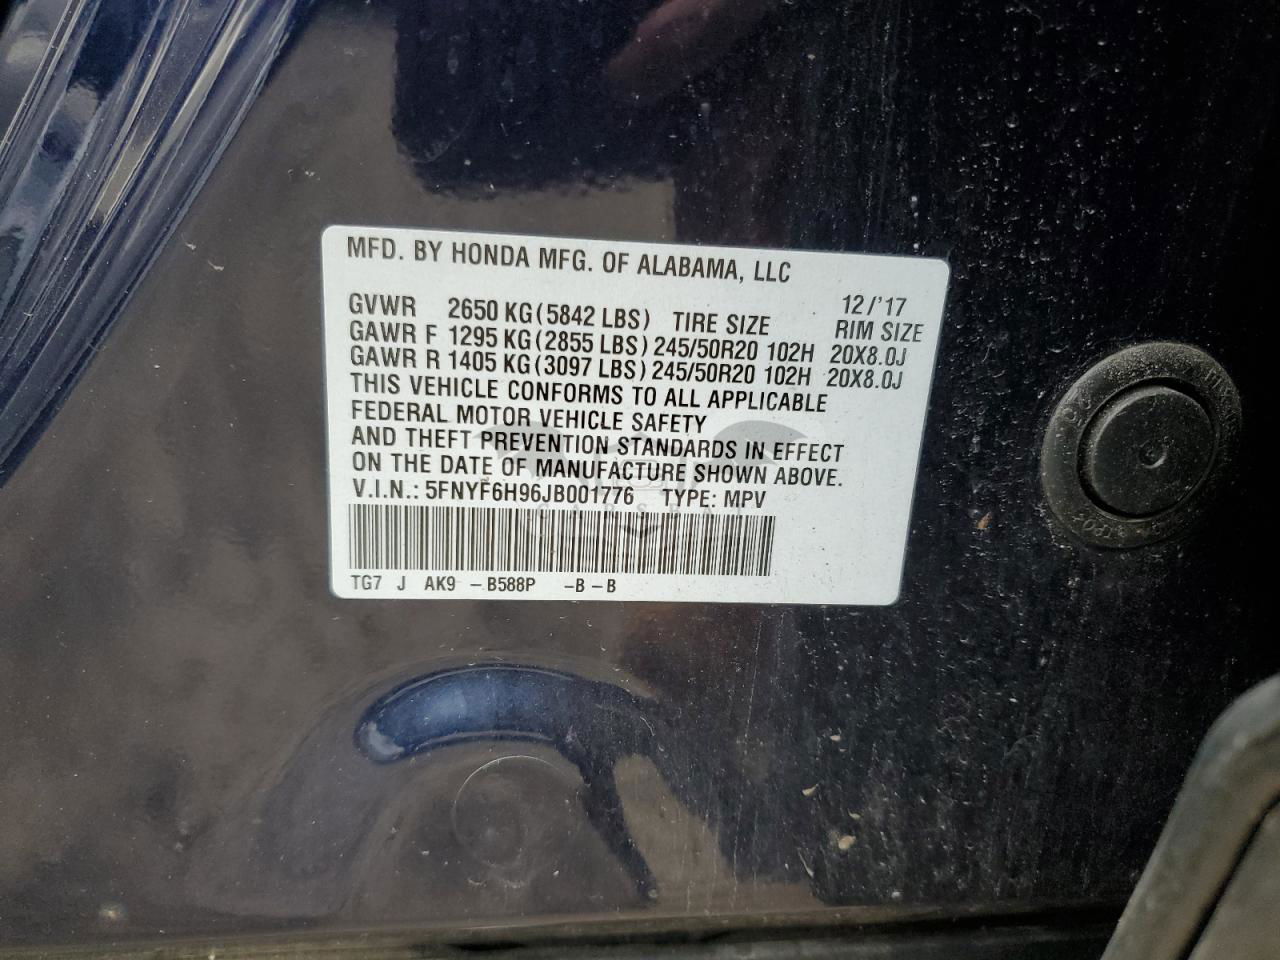 MFD. BY HONDA MFG. OF ALABAMA, LLC
12/'17
GVWR 2650 KG (5842 LBS) TIRE SIZE RIM SIZE
GAWR F 1295 KG (2855 LBS) 245/50R20 102H 20X8.0J
GAWR R 1405 KG (3097 LBS) 245/50R20 102H 20X8.0J
THIS VEHICLE CONFORMS TO ALL APPLICABLE
FEDERAL MOTOR VEHICLE SAFETY
AND THEFT PREVENTION STANDARDS IN EFFECT
ON THE DATE OF MANUFACTURE SHOWN ABOVE.
V.I.N.: 5FNYF6H96JB001776 TYPE: MPV
TG7 J AK9 – B588P –B – B